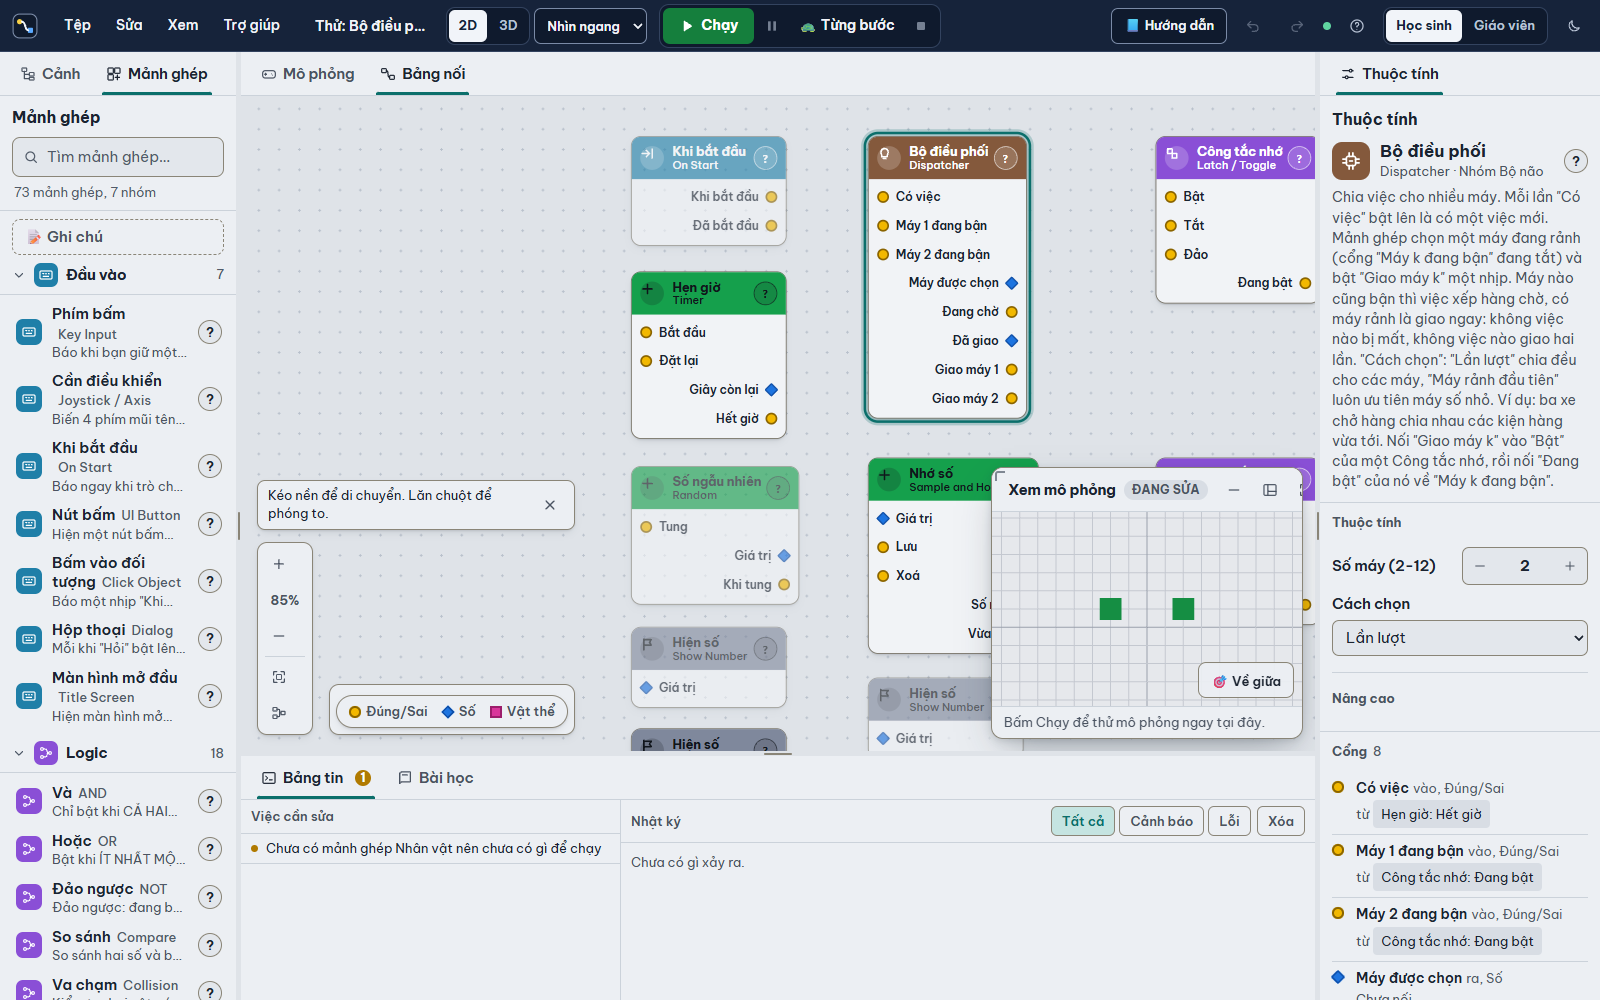 Tệp
Sửa
Xem
Trợ giúp
Thử: Bộ điều p...
2D
3D
Nhìn ngang
Chạy
Từng bước
Hướng dẫn
Học sinh
Giáo viên
Cảnh
Mảnh ghép
Mảnh ghép
Tìm mảnh ghép...
73 mảnh ghép, 7 nhóm
Ghi chú
Đầu vào
7
Phím bấm
Key Input
Báo khi bạn giữ một...
?
Cần điều khiển
Joystick / Axis
Biến 4 phím mũi tên...
?
Khi bắt đầu
On Start
Báo ngay khi trò ch...
?
Nút bấm UI Button
Hiện một nút bấm...
?
Bấm vào đối
tượng Click Object
Báo một nhịp "Khi...
?
Hộp thoại Dialog
Mỗi khi "Hỏi" bật lên...
?
Màn hình mở đầu
Title Screen
Hiện màn hình mở...
?
Logic
18
Và AND
Chỉ bật khi CẢ HAI...
?
Hoặc OR
Bật khi ÍT NHẤT MỘ...
?
Đảo ngược NOT
Đảo ngược: đang b...
?
So sánh Compare
So sánh hai số và b...
?
Va chạm Collision
?
Mô phỏng
Bảng nối
Khi bắt đầu
On Start
?
Khi bắt đầu
Đã bắt đầu
Hẹn giờ
Timer
?
Bắt đầu
Đặt lại
Giây còn lại
Hết giờ
Số ngẫu nhiên
Random
?
Tung
Giá trị
Khi tung
Hiện số
Show Number
?
Giá trị
Hiện số
?
Bộ điều phối
Dispatcher
?
Có việc
Máy 1 đang bận
Máy 2 đang bận
Máy được chọn
Đang chờ
Đã giao
Giao máy 1
Giao máy 2
Nhớ số
Sample and Ho
Giá trị
Lưu
Xoá
Số
Vừa
Hiện số
Show Number
Giá trị
Công tắc nhớ
Latch / Toggle
?
Bật
Tắt
Đảo
Đang bật
Kéo nền để di chuyển. Lăn chuột để
phóng to.
85%
Đúng/Sai
Số
Vật thể
Xem mô phỏng
ĐANG SỬA
Về giữa
Bấm Chạy để thử mô phỏng ngay tại đây.
Bảng tin
1
Bài học
Việc cần sửa
Chưa có mảnh ghép Nhân vật nên chưa có gì để chạy
Nhật ký
Tất cả
Cảnh báo
Lỗi
Xóa
Chưa có gì xảy ra.
Thuộc tính
Thuộc tính
Bộ điều phối
Dispatcher · Nhóm Bộ não
?
Chia việc cho nhiều máy. Mỗi lần "Có
việc" bật lên là có một việc mới.
Mảnh ghép chọn một máy đang rảnh
(cổng "Máy k đang bận" đang tắt) và
bật "Giao máy k" một nhịp. Máy nào
cũng bận thì việc xếp hàng chờ, có
máy rảnh là giao ngay: không việc
nào bị mất, không việc nào giao hai
lần. "Cách chọn": "Lần lượt" chia đều
cho các máy, "Máy rảnh đầu tiên"
luôn ưu tiên máy số nhỏ. Ví dụ: ba xe
chở hàng chia nhau các kiện hàng
vừa tới. Nối "Giao máy k" vào "Bật"
của một Công tắc nhớ, rồi nối "Đang
bật" của nó về "Máy k đang bận".
Thuộc tính
Số máy (2-12)
2
Cách chọn
Lần lượt
Nâng cao
Cổng 8
Có việc vào, Đúng/Sai
từ Hẹn giờ: Hết giờ
Máy 1 đang bận vào, Đúng/Sai
từ Công tắc nhớ: Đang bật
Máy 2 đang bận vào, Đúng/Sai
từ Công tắc nhớ: Đang bật
Máy được chọn ra, Số
Chưa nối